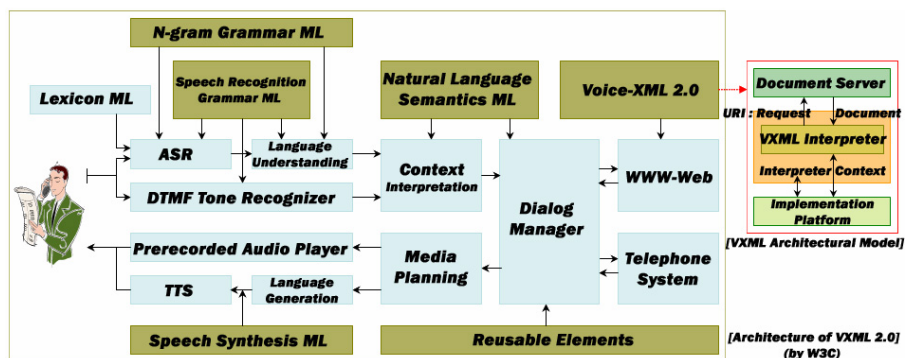 N-gram Grammar ML
Speech Recognition
Grammar ML
Lexicon ML
Natural Language
Semantics ML
Voice-XML 2.0
ASR
Language
Understanding
DTMF Tone Recognizer
Context
Interpretation
WWW-Web
Dialog
Manager
Prerecorded Audio Player
Media
Planning
Telephone
System
TTS
Language
Generation
Speech Synthesis ML
Reusable Elements
Document Server
URI : Request
Document
VXML Interpreter
Interpreter
Context
Implementation
Platform
[VXML Architectural Model]
[Architecture of VXML 2.0]
(by W3C)